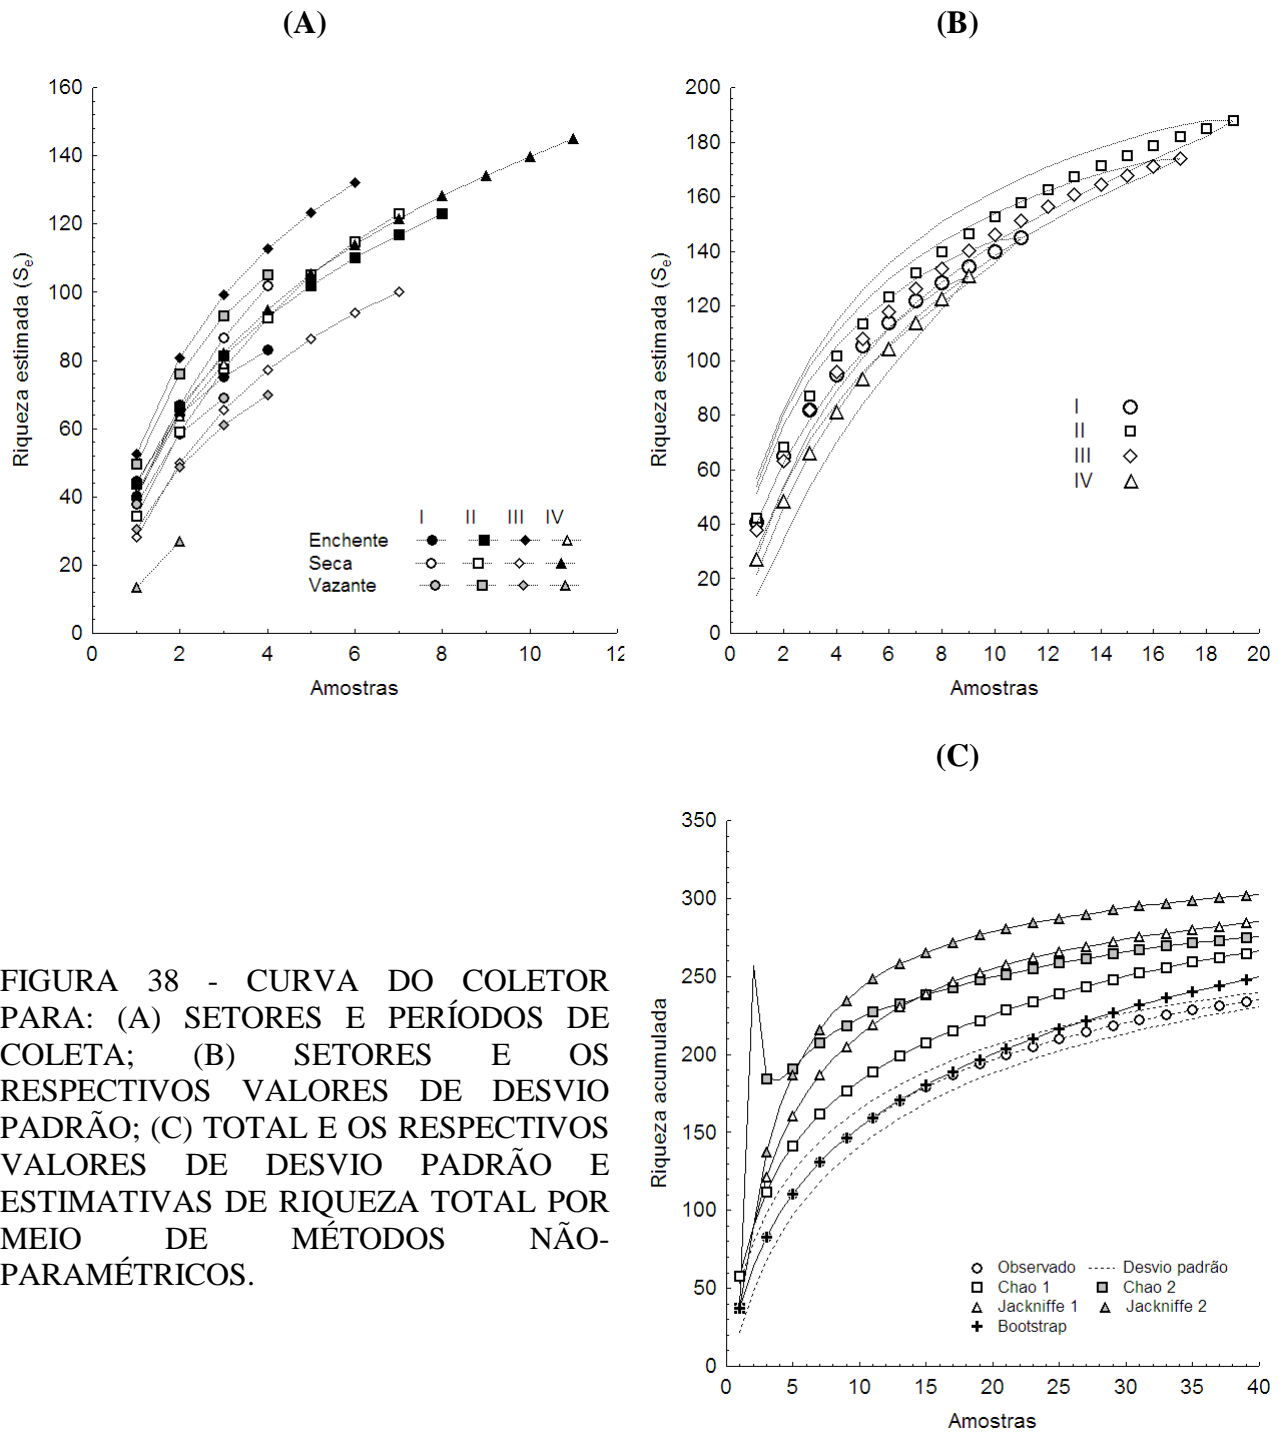 (A)
Riqueza estimada (Se)
160
140
120
100
80
60
40
20
0
0 2 4 6 8 10 12
Amostras
I II III IV
Enchente
Seca
Vazante
(B)
Riqueza estimada (Se)
200
180
160
140
120
100
80
60
40
20
0
0 2 4 6 8 10 12 14 16 18 20
Amostras
I
II
III
IV
(C)
Riqueza acumulada
350
300
250
200
150
100
50
0
0 5 10 15 20 25 30 35 40
Amostras
Observado Desvio padrão
Chao 1 Chao 2
Jackniffe 1 Jackniffe 2
Bootstrap
FIGURA 38 - CURVA DO COLETOR
PARA: (A) SETORES E PERÍODOS DE
COLETA; (B) SETORES E OS
RESPECTIVOS VALORES DE DESVIO
PADRÃO; (C) TOTAL E OS RESPECTIVOS
VALORES DE DESVIO PADRÃO E
ESTIMATIVAS DE RIQUEZA TOTAL POR
MEIO DE MÉTODOS NÃO-
PARAMÉTRICOS.